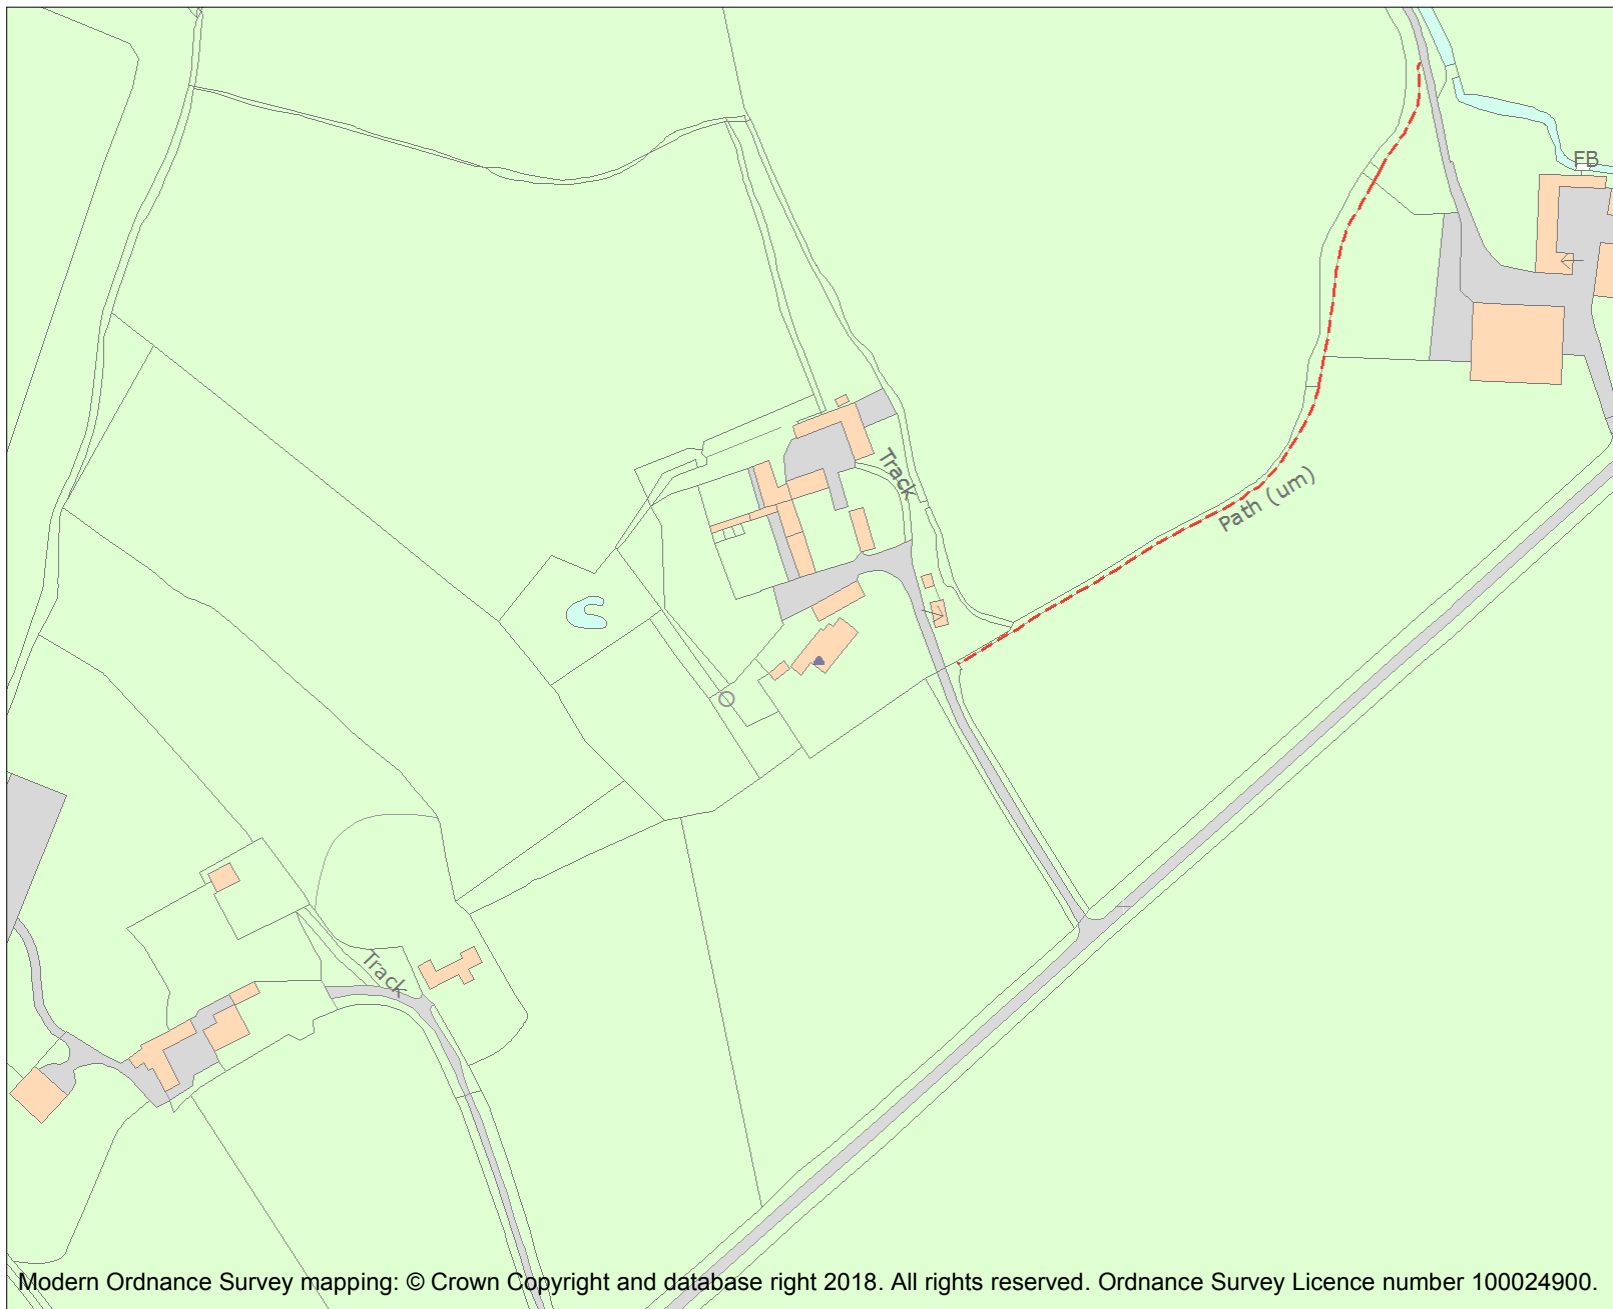 FB
Track
Path (um)
Track
Modern Ordnance Survey mapping: © Crown Copyright and database right 2018. All rights reserved. Ordnance Survey Licence number 100024900.